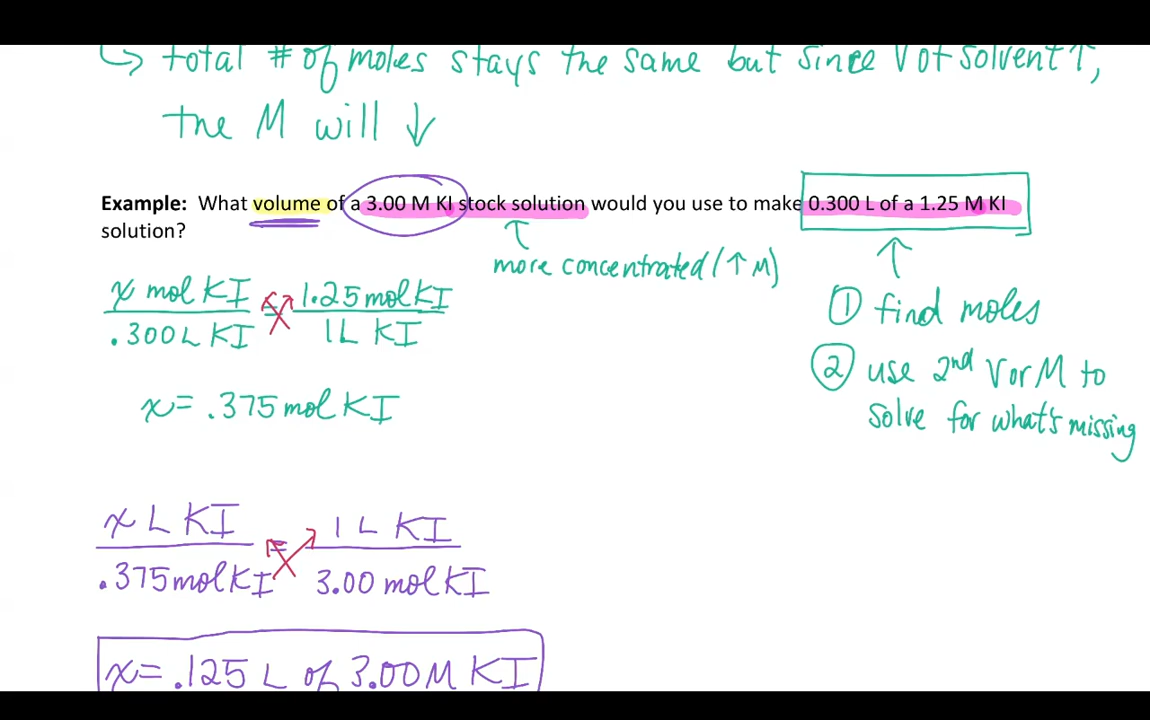 ↳ total # of moles stays the same but since V of solvent ↑,
the M will ↓
Example: What volume of a 3.00 M KI stock solution would you use to make 0.300 L of a 1.25 M KI
solution?
more concentrated (↑ M)
x mol KI / .300 L KI = 1.25 mol KI / 1 L KI
x = .375 mol KI
① find moles
② use 2nd V or M to
solve for what's missing
x L KI / .375 mol KI = 1 L KI / 3.00 mol KI
x = .125 L of 3.00 M KI